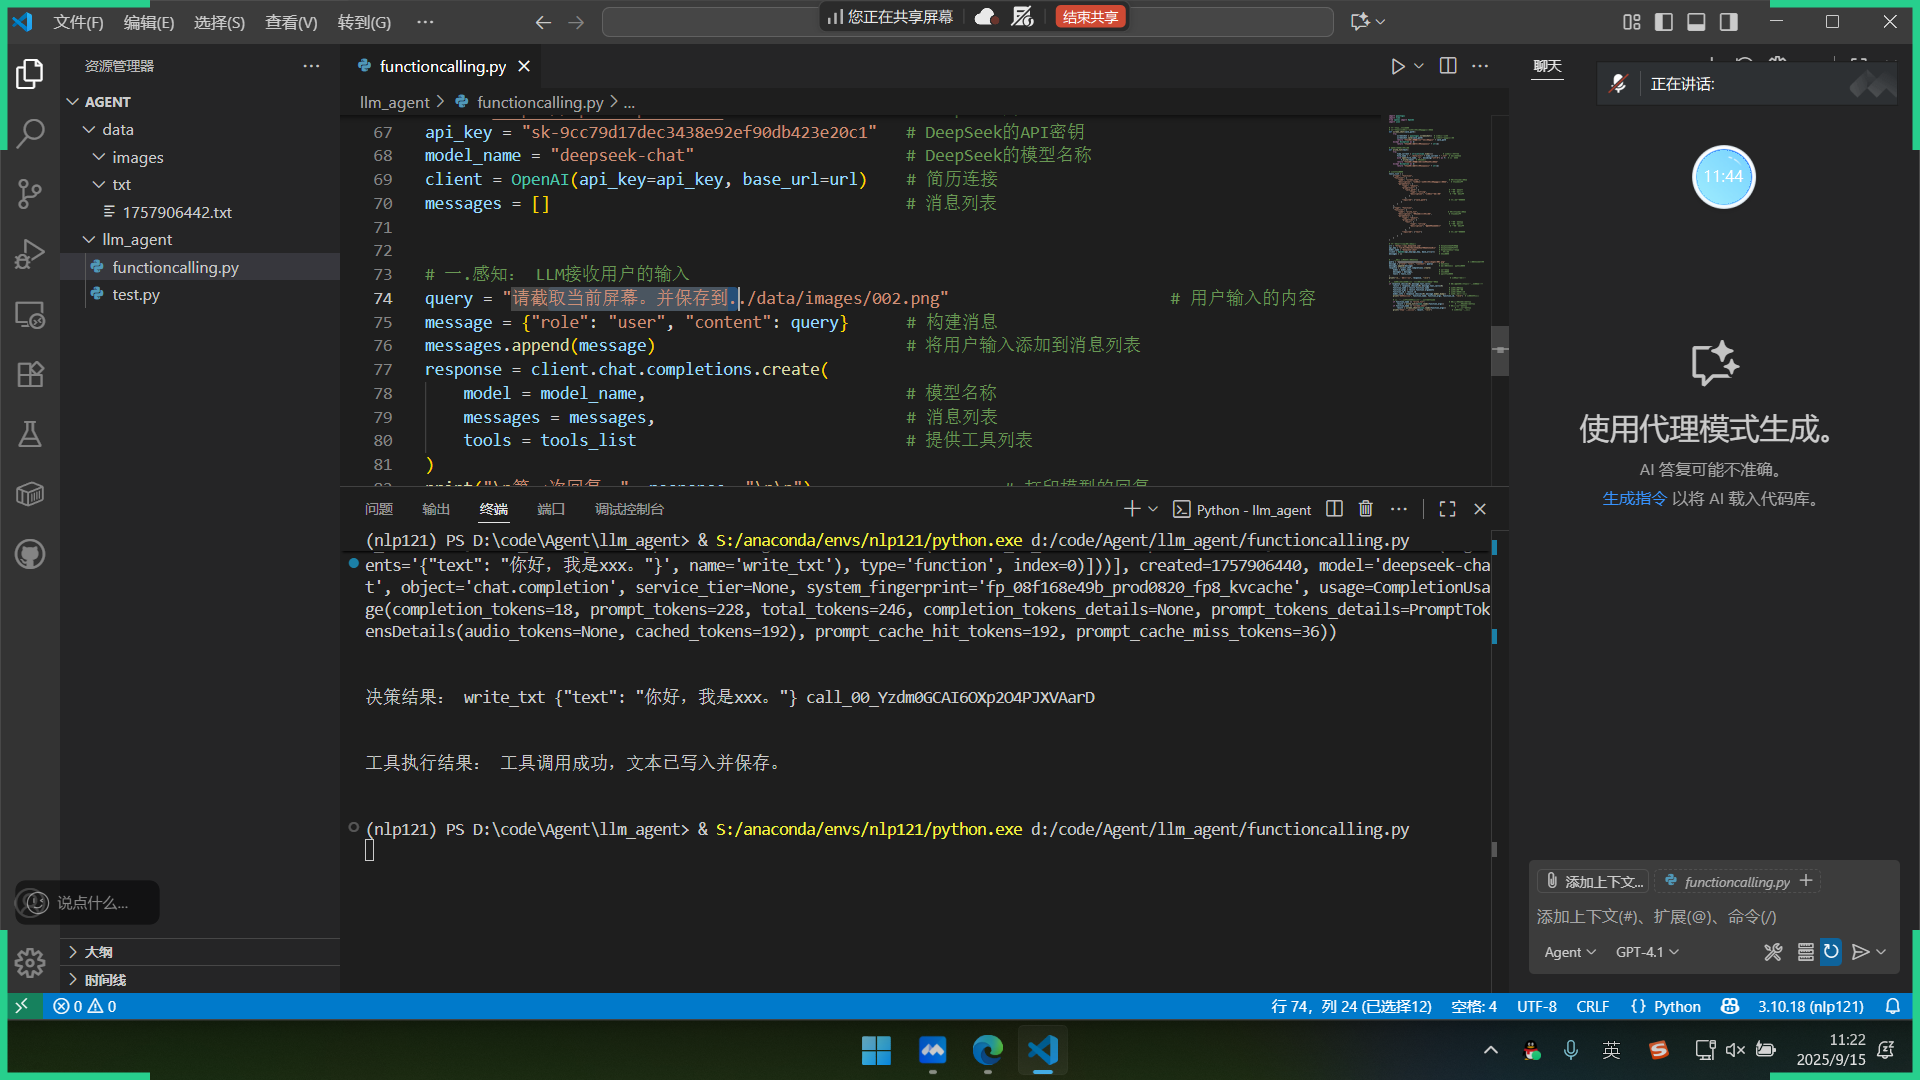 文件(F) 编辑(E) 选择(S) 查看(V) 转到(G) ···
您正在共享屏幕 结束共享
资源管理器
AGENT
data
images
txt
1757906442.txt
llm_agent
functioncalling.py
test.py
说点什么...
大纲
时间线
functioncalling.py
llm_agent > functioncalling.py > ...
67 api_key = "sk-9cc79d17dec3438e92ef90db423e20c1" # DeepSeek的API密钥
68 model_name = "deepseek-chat" # DeepSeek的模型名称
69 client = OpenAI(api_key=api_key, base_url=url) # 简历连接
70 messages = [] # 消息列表
71
72
73 # 一.感知： LLM接收用户的输入
74 query = "请截取当前屏幕。并保存到../data/images/002.png" # 用户输入的内容
75 message = {"role": "user", "content": query} # 构建消息
76 messages.append(message) # 将用户输入添加到消息列表
77 response = client.chat.completions.create(
78 model = model_name, # 模型名称
79 messages = messages, # 消息列表
80 tools = tools_list # 提供工具列表
81 )
问题 输出 终端 端口 调试控制台
Python - llm_agent
(nlp121) PS D:\code\Agent\llm_agent> & S:/anaconda/envs/nlp121/python.exe d:/code/Agent/llm_agent/functioncalling.py
ents='{"text": "你好，我是xxx。"}', name='write_txt'), type='function', index=0)]))], created=1757906440, model='deepseek-cha
t', object='chat.completion', service_tier=None, system_fingerprint='fp_08f168e49b_prod0820_fp8_kvcache', usage=CompletionUsa
ge(completion_tokens=18, prompt_tokens=228, total_tokens=246, completion_tokens_details=None, prompt_tokens_details=PromptTok
ensDetails(audio_tokens=None, cached_tokens=192), prompt_cache_hit_tokens=192, prompt_cache_miss_tokens=36))
决策结果： write_txt {"text": "你好，我是xxx。"} call_00_Yzdm0GCAI6OXp2O4PJXVAarD
工具执行结果： 工具调用成功，文本已写入并保存。
(nlp121) PS D:\code\Agent\llm_agent> & S:/anaconda/envs/nlp121/python.exe d:/code/Agent/llm_agent/functioncalling.py
聊天
正在讲话:
11:44
使用代理模式生成。
AI 答复可能不准确。
生成指令 以将 AI 载入代码库。
添加上下文... functioncalling.py
添加上下文(#)、扩展(@)、命令(/)
Agent GPT-4.1
0 0
行 74，列 24 (已选择12) 空格: 4 UTF-8 CRLF {} Python 3.10.18 (nlp121)
英
11:22
2025/9/15